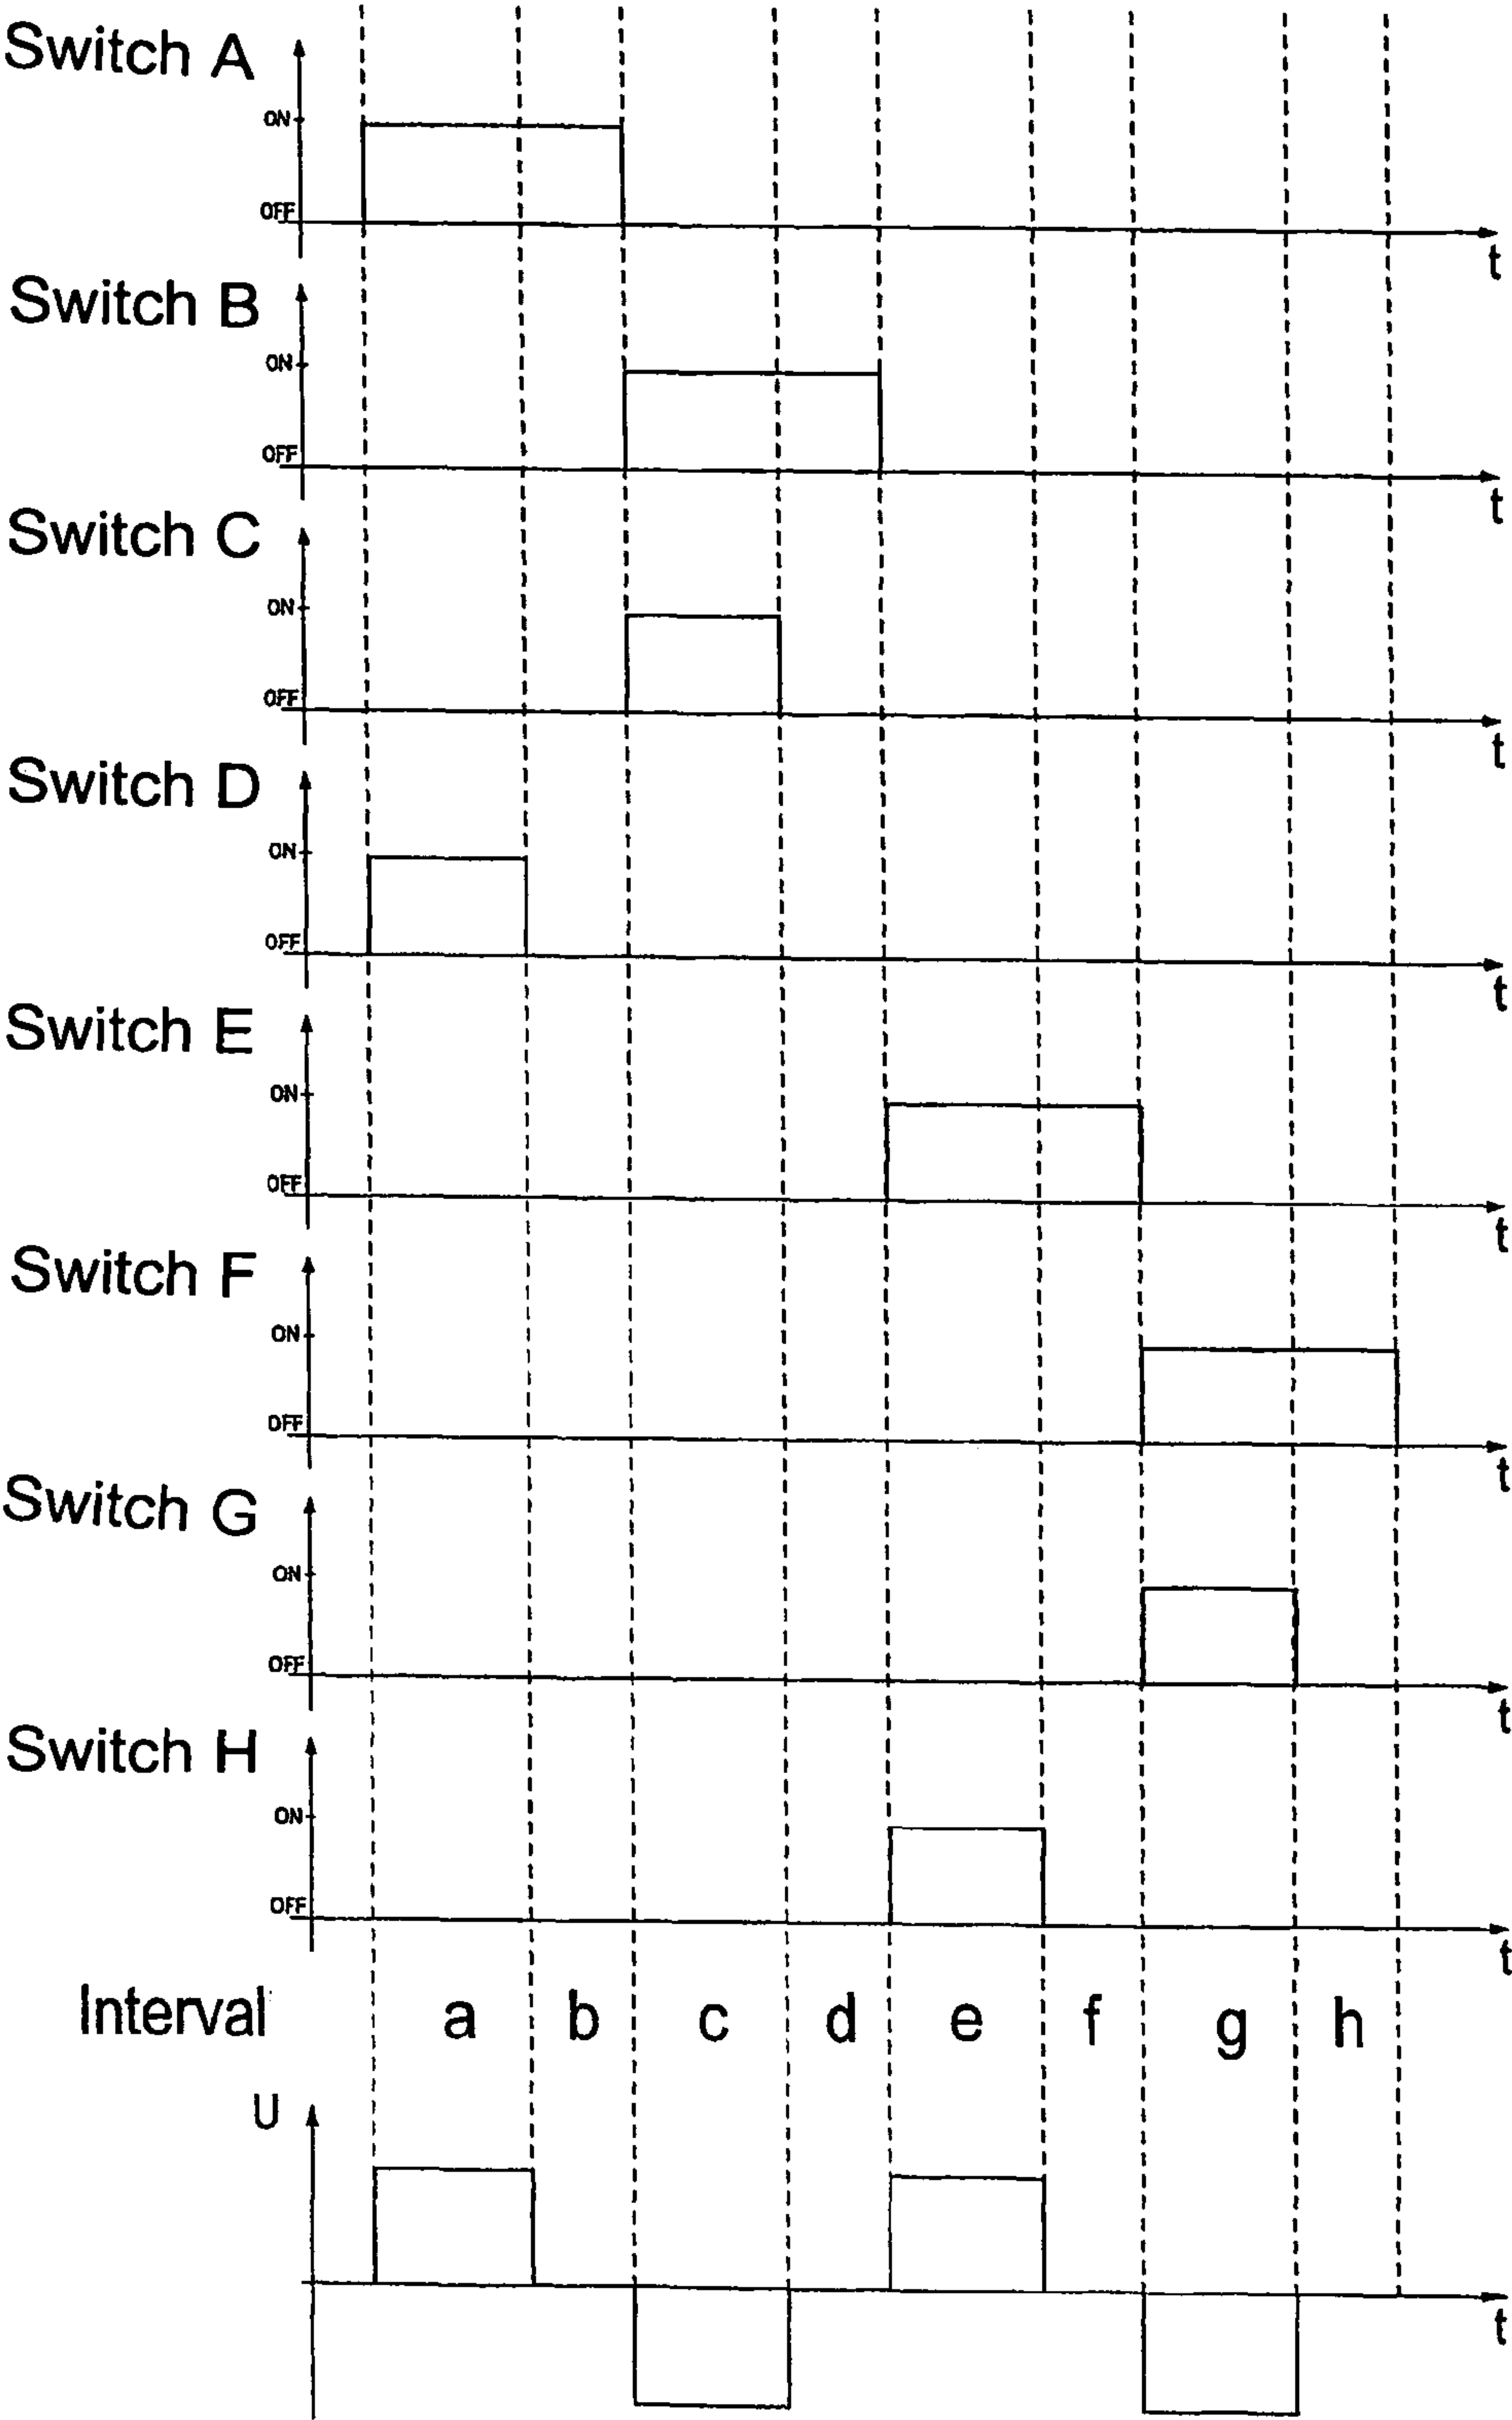 Switch A
ON
OFF
t
Switch B
ON
OFF
t
Switch C
ON
OFF
t
Switch D
ON
OFF
t
Switch E
ON
OFF
t
Switch F
ON
OFF
t
Switch G
ON
OFF
t
Switch H
ON
OFF
t
Interval a b c d e f g h
U
t